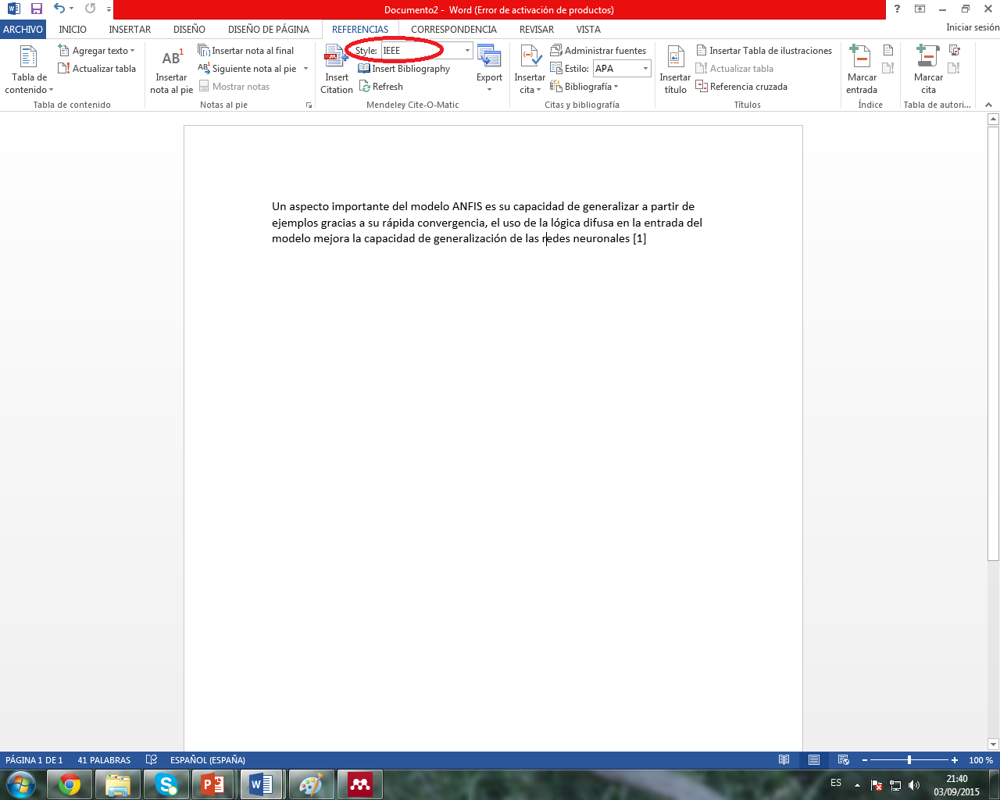 Documento2 - Word (Error de activación de productos)
ARCHIVO INICIO INSERTAR DISEÑO DISEÑO DE PÁGINA REFERENCIAS CORRESPONDENCIA REVISAR VISTA Iniciar sesión
Tabla de contenido
Agregar texto
Actualizar tabla
Tabla de contenido
AB1
Insertar nota al pie
Insertar nota al final
Siguiente nota al pie
Mostrar notas
Notas al pie
Insert Citation
Style: IEEE
Insert Bibliography
Refresh
Export
Mendeley Cite-O-Matic
Insertar cita
Administrar fuentes
Estilo: APA
Bibliografía
Citas y bibliografía
Insertar título
Insertar Tabla de ilustraciones
Actualizar tabla
Referencia cruzada
Títulos
Marcar entrada
Índice
Marcar cita
Tabla de autori...
Un aspecto importante del modelo ANFIS es su capacidad de generalizar a partir de
ejemplos gracias a su rápida convergencia, el uso de la lógica difusa en la entrada del
modelo mejora la capacidad de generalización de las redes neuronales [1]
PÁGINA 1 DE 1 41 PALABRAS ESPAÑOL (ESPAÑA) 100 %
ES 21:40
03/09/2015